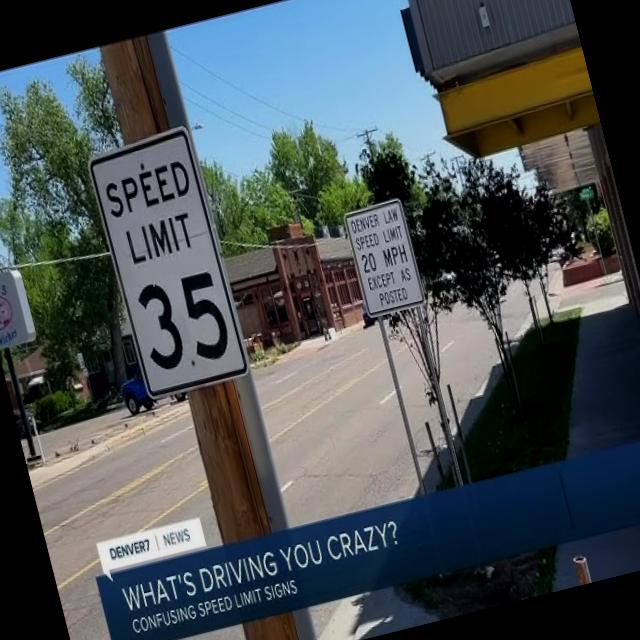 SPEED
LIMIT
35
DENVER LAW
SPEED LIMIT
20 MPH
EXCEPT AS
POSTED
DENVER7 | NEWS
WHAT'S DRIVING YOU CRAZY?
CONFUSING SPEED LIMIT SIGNS